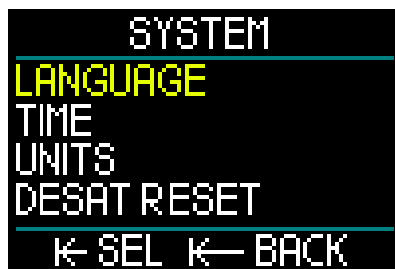 SYSTEM
LANGUAGE
TIME
UNITS
DESAT RESET
SEL BACK